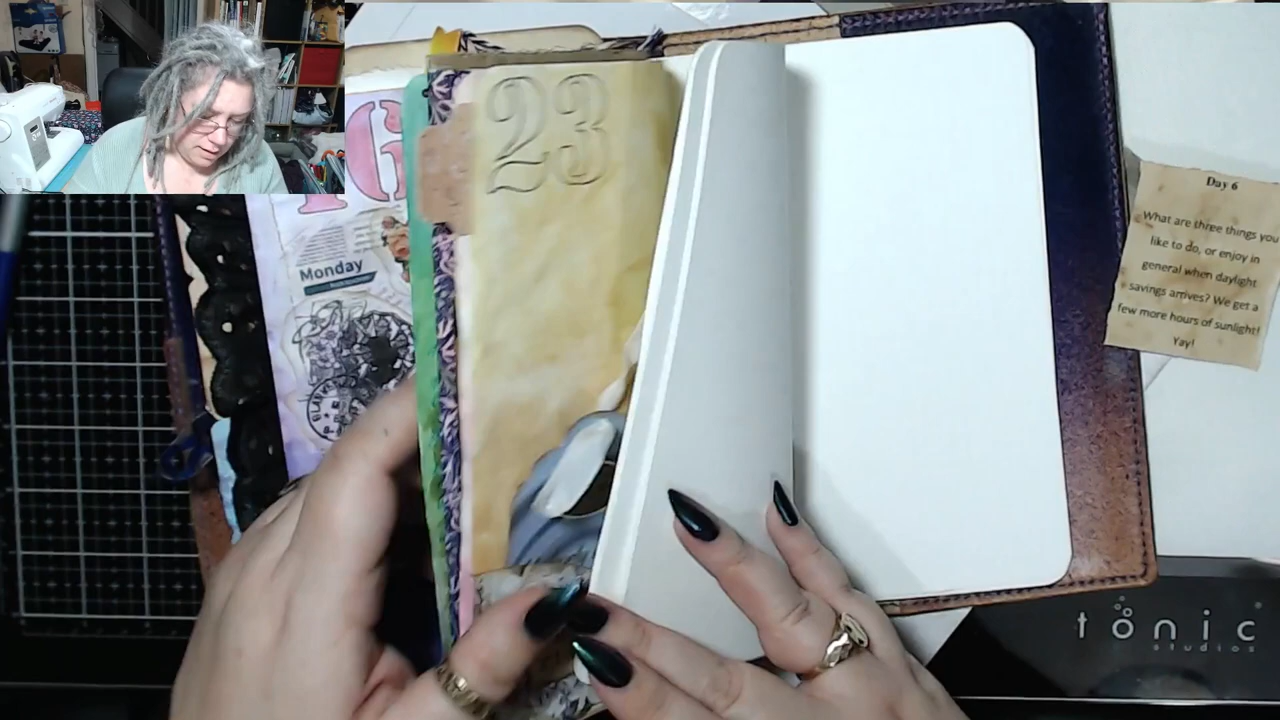 23
G
Monday
Day 6
What are three things you
like to do, or enjoy in
general when daylight
savings arrives? We get a
few more hours of sunlight!
Yay!
tonic
studios